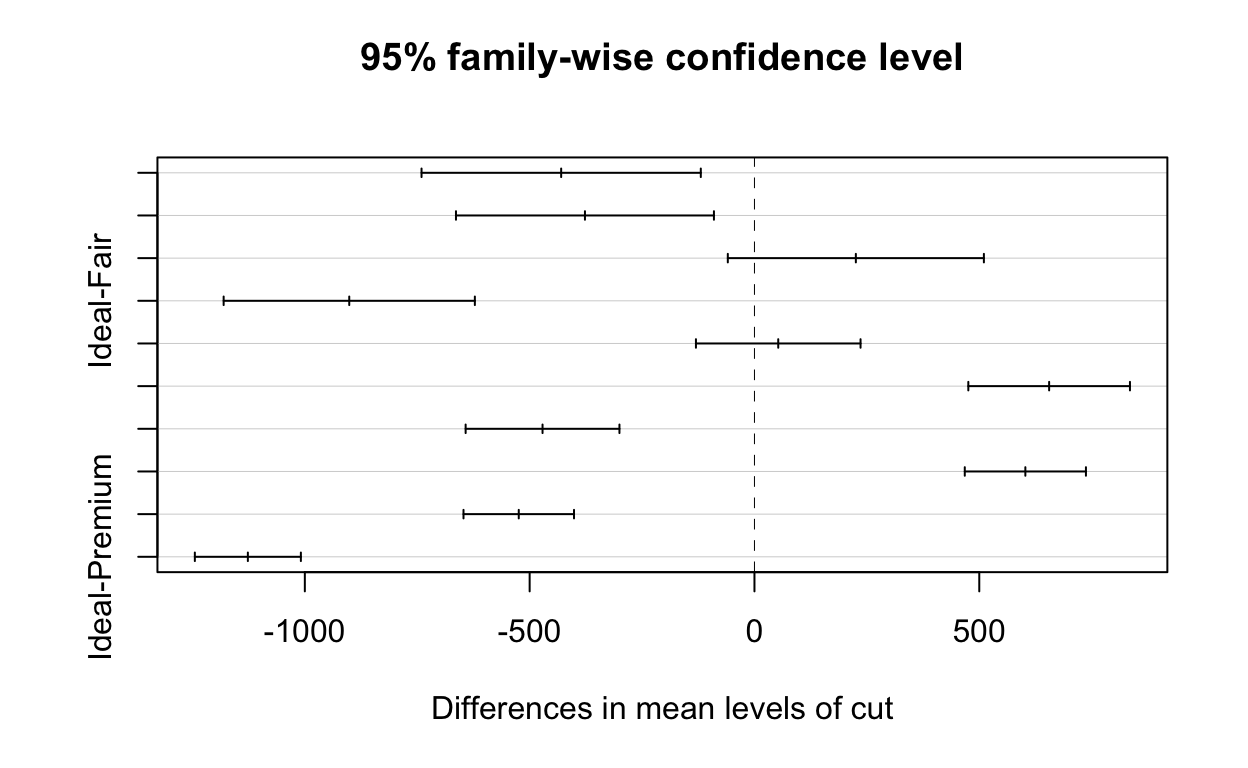 95% family-wise confidence level
Ideal-Fair
Ideal-Premium
-1000 -500 0 500
Differences in mean levels of cut